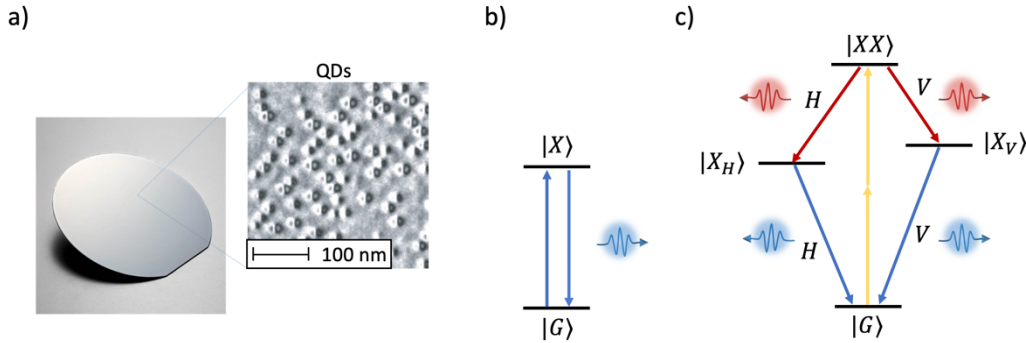 a)
QDs
100 nm
b)
|X⟩
|G⟩
c)
|XX⟩
H
V
|X_H⟩
|X_V⟩
H
V
|G⟩